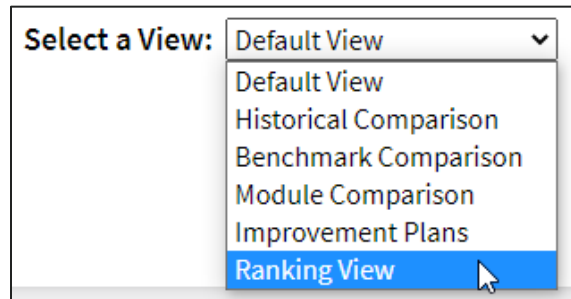 Select a View: Default View
Default View
Historical Comparison
Benchmark Comparison
Module Comparison
Improvement Plans
Ranking View